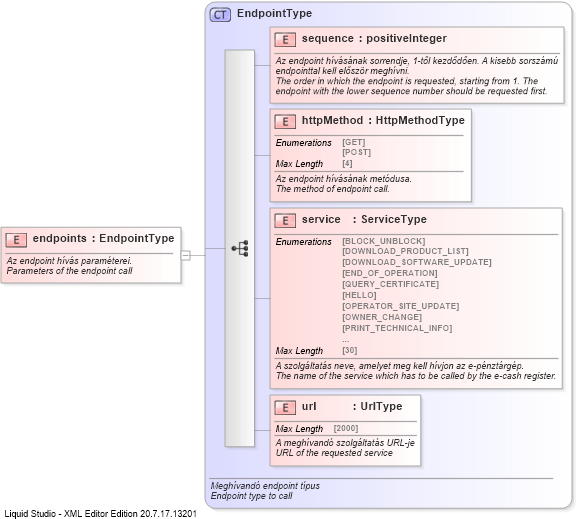 CT EndpointType
E sequence : positiveInteger
Az endpoint hívásának sorrendje, 1-től kezdődően. A kisebb sorszámú
endpointtal kell először meghívni.
The order in which the endpoint is requested, starting from 1. The
endpoint with the lower sequence number should be requested first.
E httpMethod : HttpMethodType
Enumerations [GET]
[POST]
Max Length [4]
Az endpoint hívásának metódusa.
The method of endpoint call.
E service : ServiceType
Enumerations [BLOCK_UNBLOCK]
[DOWNLOAD_PRODUCT_LIST]
[DOWNLOAD_SOFTWARE_UPDATE]
[END_OF_OPERATION]
[QUERY_CERTIFICATE]
[HELLO]
[OPERATOR_SITE_UPDATE]
[OWNER_CHANGE]
[PRINT_TECHNICAL_INFO]
...
Max Length [30]
A szolgáltatás neve, amelyet meg kell hívjon az e-pénztárgép.
The name of the service which has to be called by the e-cash register.
E endpoints : EndpointType
Az endpoint hívás paraméterei.
Parameters of the endpoint call
E url : UrlType
Max Length [2000]
A meghívandó szolgáltatás URL-je
URL of the requested service
Meghívandó endpoint típus
Endpoint type to call
Liquid Studio - XML Editor Edition 20.7.17.13201